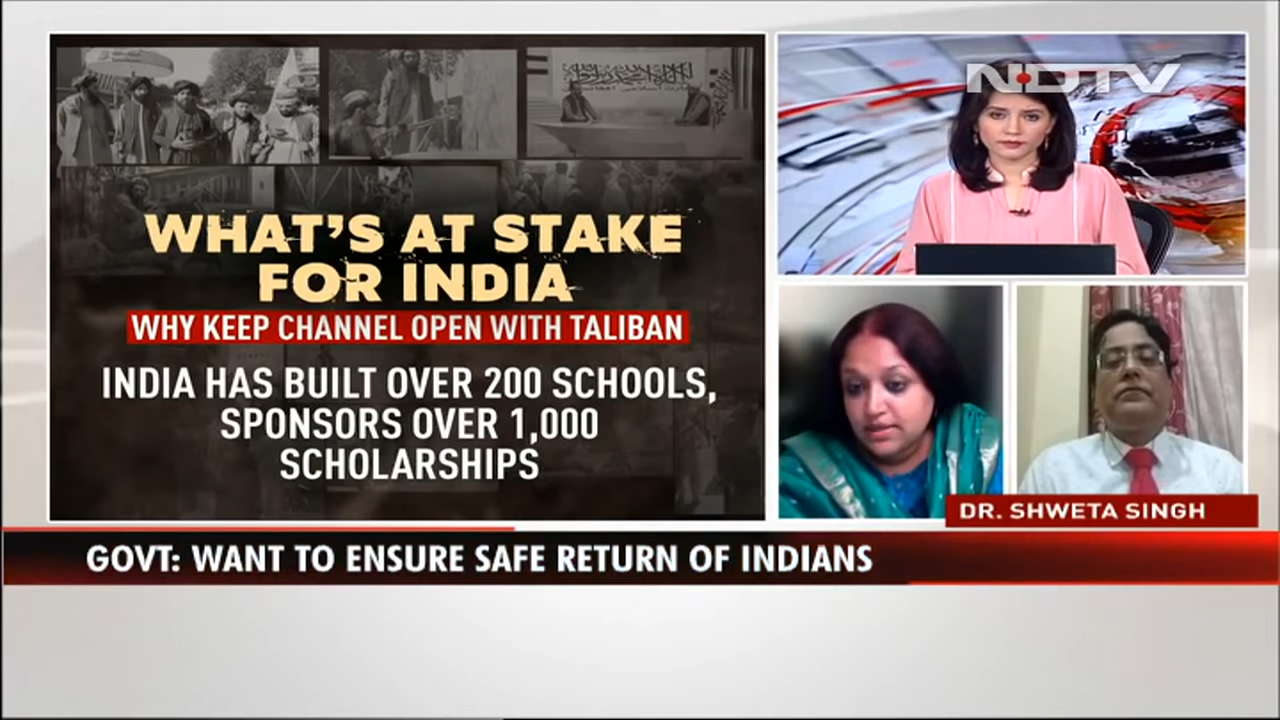 NDTV
WHAT'S AT STAKE
FOR INDIA
WHY KEEP CHANNEL OPEN WITH TALIBAN
INDIA HAS BUILT OVER 200 SCHOOLS,
SPONSORS OVER 1,000
SCHOLARSHIPS
DR. SHWETA SINGH
GOVT: WANT TO ENSURE SAFE RETURN OF INDIANS